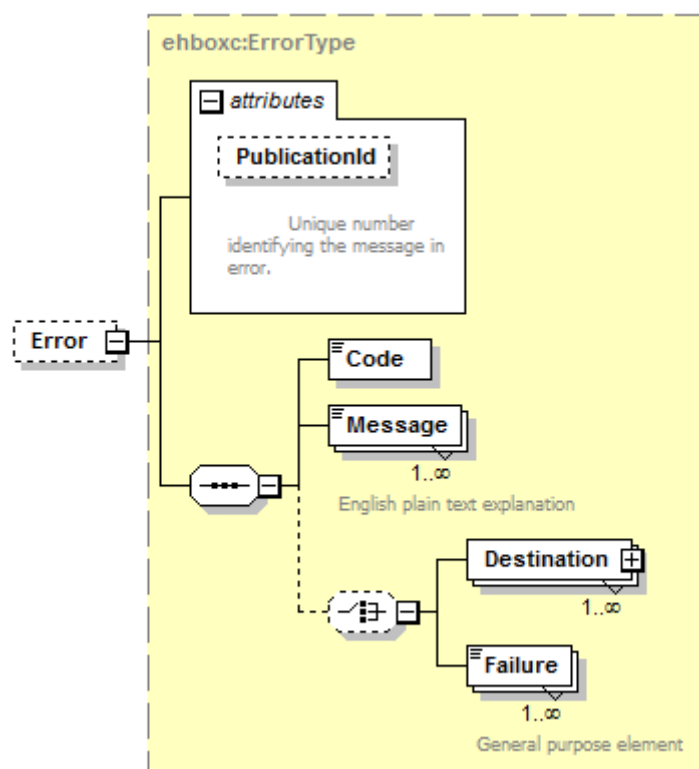 ehboxc:ErrorType
attributes
PublicationId
Unique number
identifying the message in
error.
Error
Code
Message
1..∞
English plain text explanation
Destination
1..∞
Failure
1..∞
General purpose element